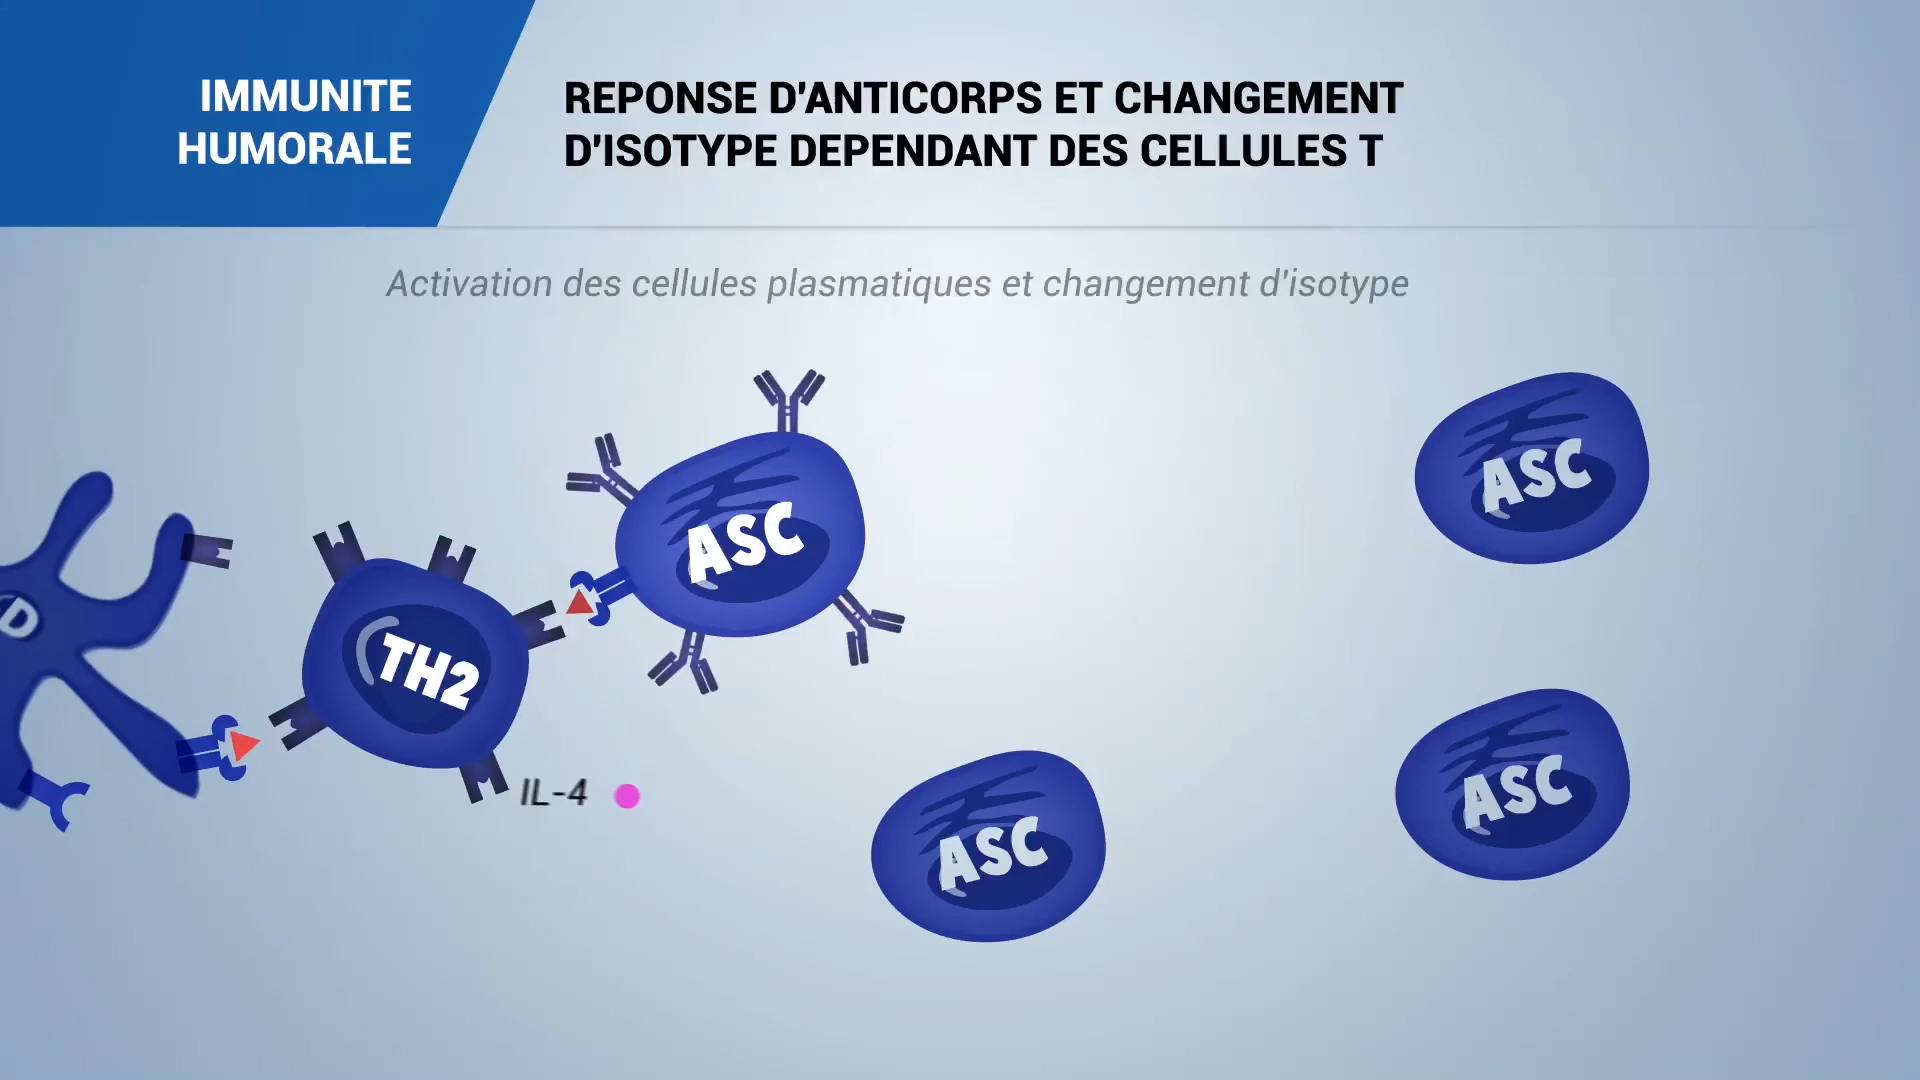 IMMUNITE
HUMORALE
REPONSE D'ANTICORPS ET CHANGEMENT
D'ISOTYPE DEPENDANT DES CELLULES T
Activation des cellules plasmatiques et changement d'isotype
ASC
ASC
D
TH2
IL-4
ASC
ASC